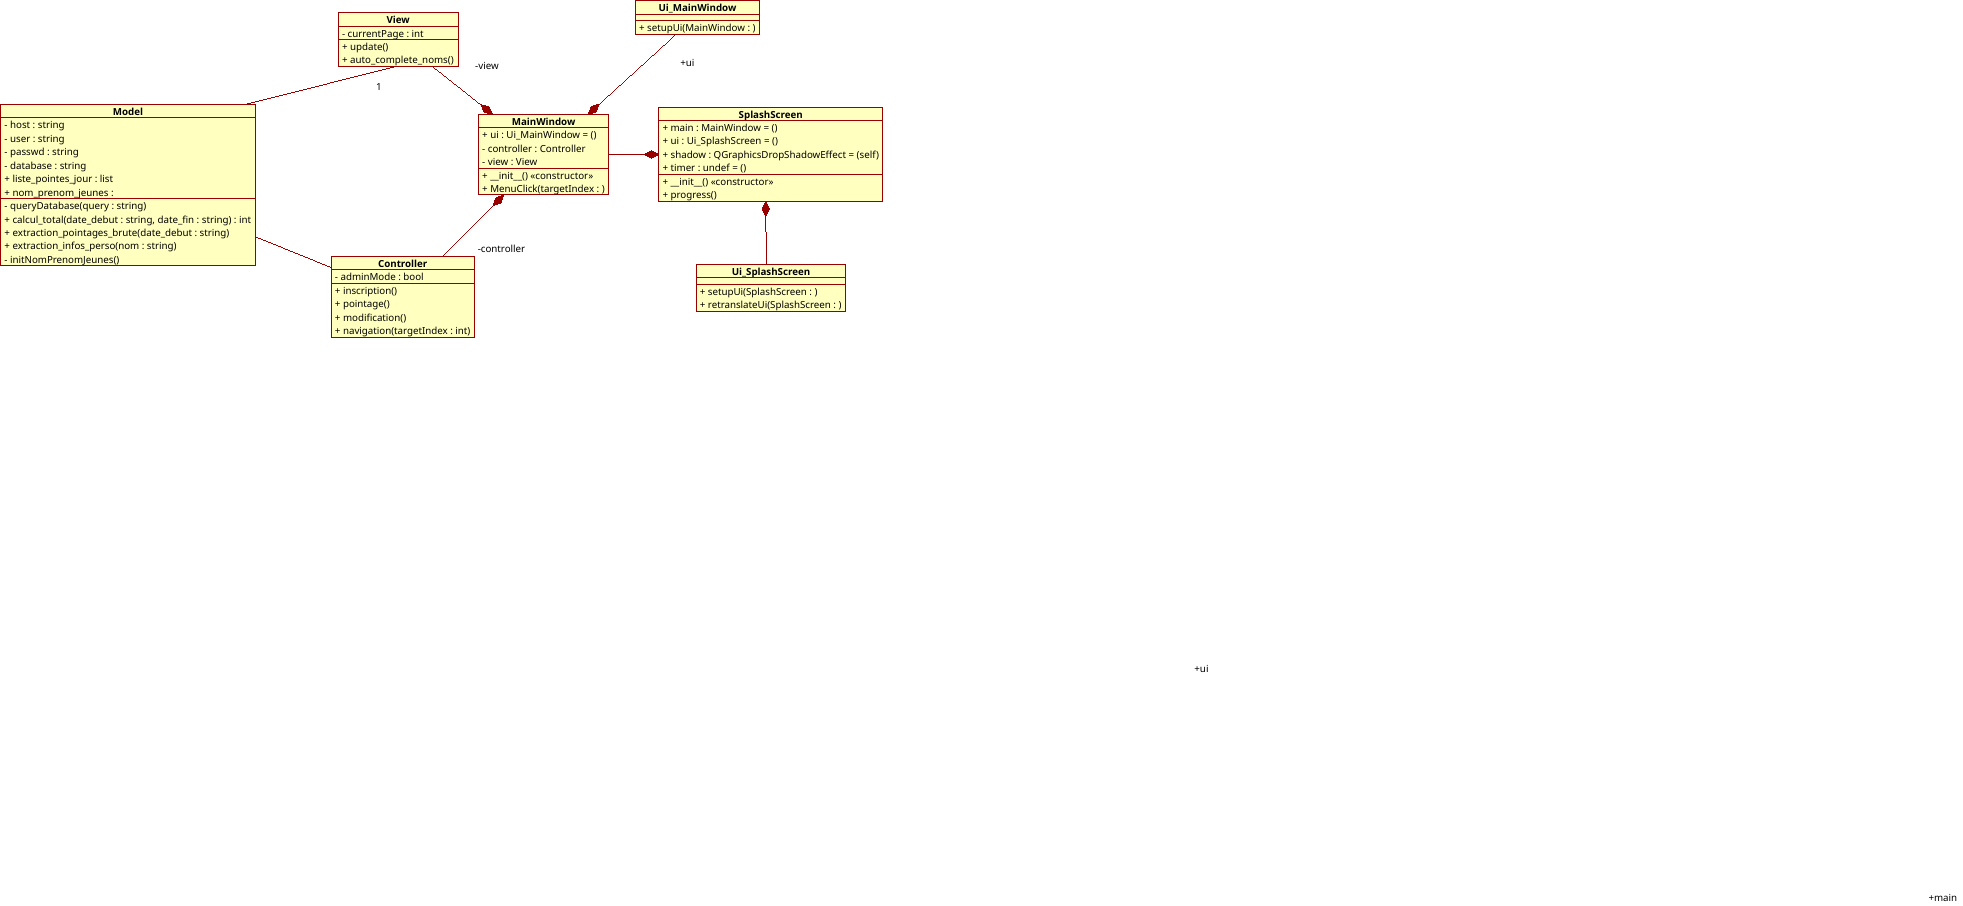 Ui_MainWindow
+ setupUi(MainWindow : )
View
- currentPage : int
+ update()
+ auto_complete_noms()
-view
+ui
1
Model
- host : string
- user : string
- passwd : string
- database : string
+ liste_pointes_jour : list
+ nom_prenom_jeunes :
- queryDatabase(query : string)
+ calcul_total(date_debut : string, date_fin : string) : int
+ extraction_pointages_brute(date_debut : string)
+ extraction_infos_perso(nom : string)
- initNomPrenomJeunes()
MainWindow
+ ui : Ui_MainWindow = ()
- controller : Controller
- view : View
+ __init__() «constructor»
+ MenuClick(targetIndex : )
SplashScreen
+ main : MainWindow = ()
+ ui : Ui_SplashScreen = ()
+ shadow : QGraphicsDropShadowEffect = (self)
+ timer : undef = ()
+ __init__() «constructor»
+ progress()
-controller
Controller
- adminMode : bool
+ inscription()
+ pointage()
+ modification()
+ navigation(targetIndex : int)
Ui_SplashScreen
+ setupUi(SplashScreen : )
+ retranslateUi(SplashScreen : )
+ui
+main